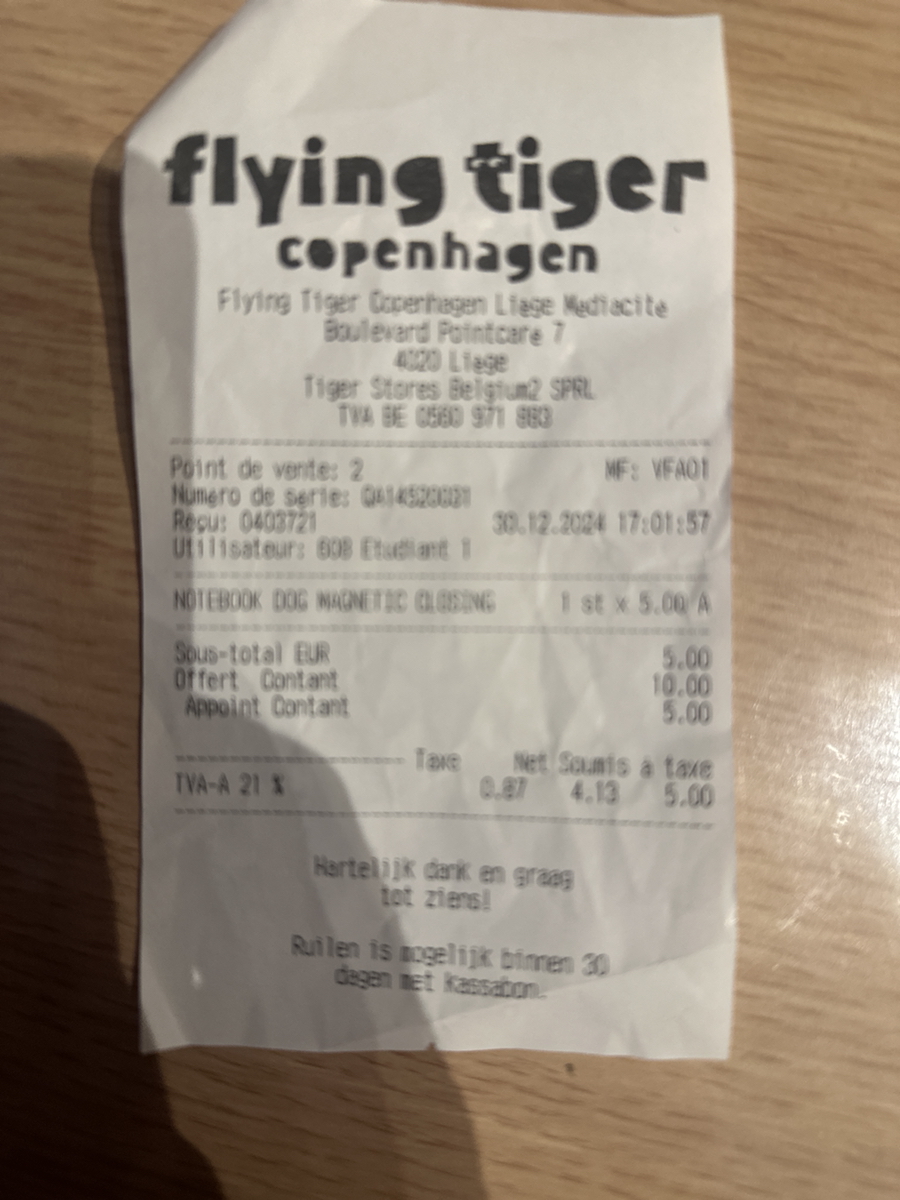 flying tiger
copenhagen
Flying Tiger Copenhagen Liege Mediacite
Boulevard Pointcare 7
4020 Liege
Tiger Stores Belgium2 SPRL
TVA BE 0560 971 883
Point de vente: 2 MF: VFA01
Numero de serie:
Reçu: 0403721 30.12.2024 17:01:57
Utilisateur: Etudiant 1
NOTEBOOK DOG MAGNETIC CLOSING 1 st x 5.00 A
Sous-total EUR 5.00
Offert Contant 10.00
Appoint Contant 5.00
Taxe Net Soumis a taxe
TVA-A 21 % 0.87 4.13 5.00
Hartelijk dank en graag
tot ziens!
Ruilen is mogelijk binnen 30
dagen met kassabon.